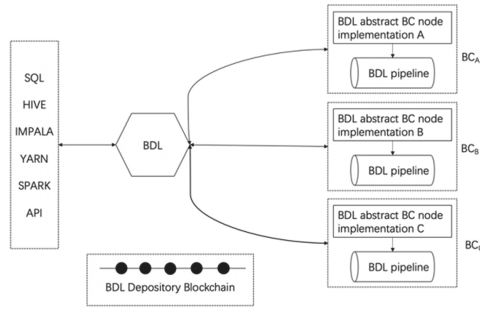 SQL
HIVE
IMPALA
YARN
SPARK
API
BDL
BDL abstract BC node
implementation A
BDL pipeline
BCA
BDL abstract BC node
implementation B
BDL pipeline
BCB
BDL abstract BC node
implementation C
BDL pipeline
BDL Depository Blockchain